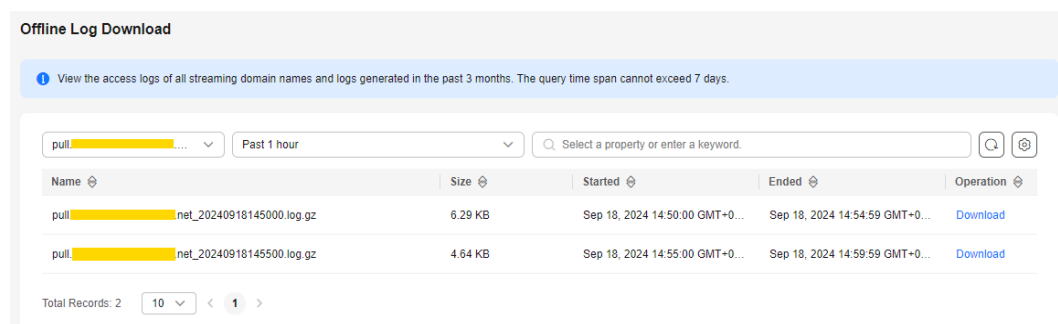 Offline Log Download
View the access logs of all streaming domain names and logs generated in the past 3 months. The query time span cannot exceed 7 days.
pull. .... Past 1 hour Select a property or enter a keyword.
Name Size Started Ended Operation
pull .net_20240918145000.log.gz 6.29 KB Sep 18, 2024 14:50:00 GMT+0... Sep 18, 2024 14:54:59 GMT+0... Download
pull. .net_20240918145500.log.gz 4.64 KB Sep 18, 2024 14:55:00 GMT+0... Sep 18, 2024 14:59:59 GMT+0... Download
Total Records: 2 10 < 1 >